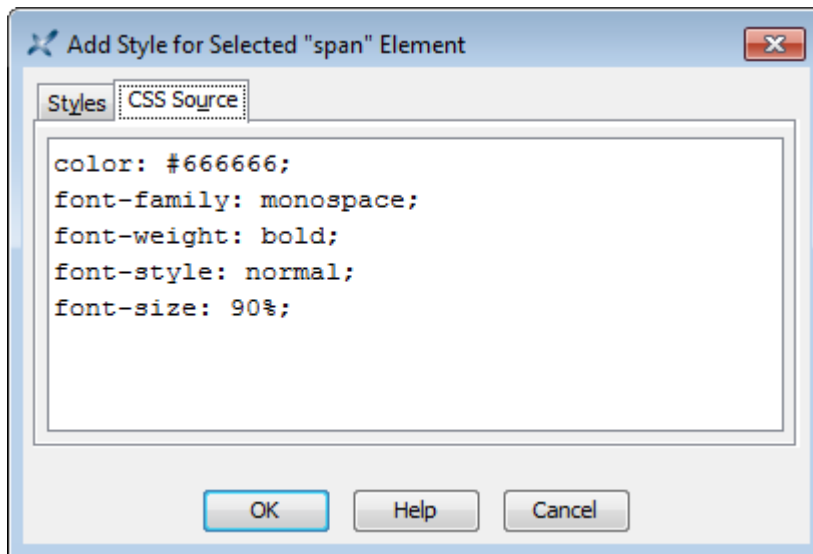 Add Style for Selected "span" Element
Styles CSS Source
color: #666666;
font-family: monospace;
font-weight: bold;
font-style: normal;
font-size: 90%;
OK Help Cancel